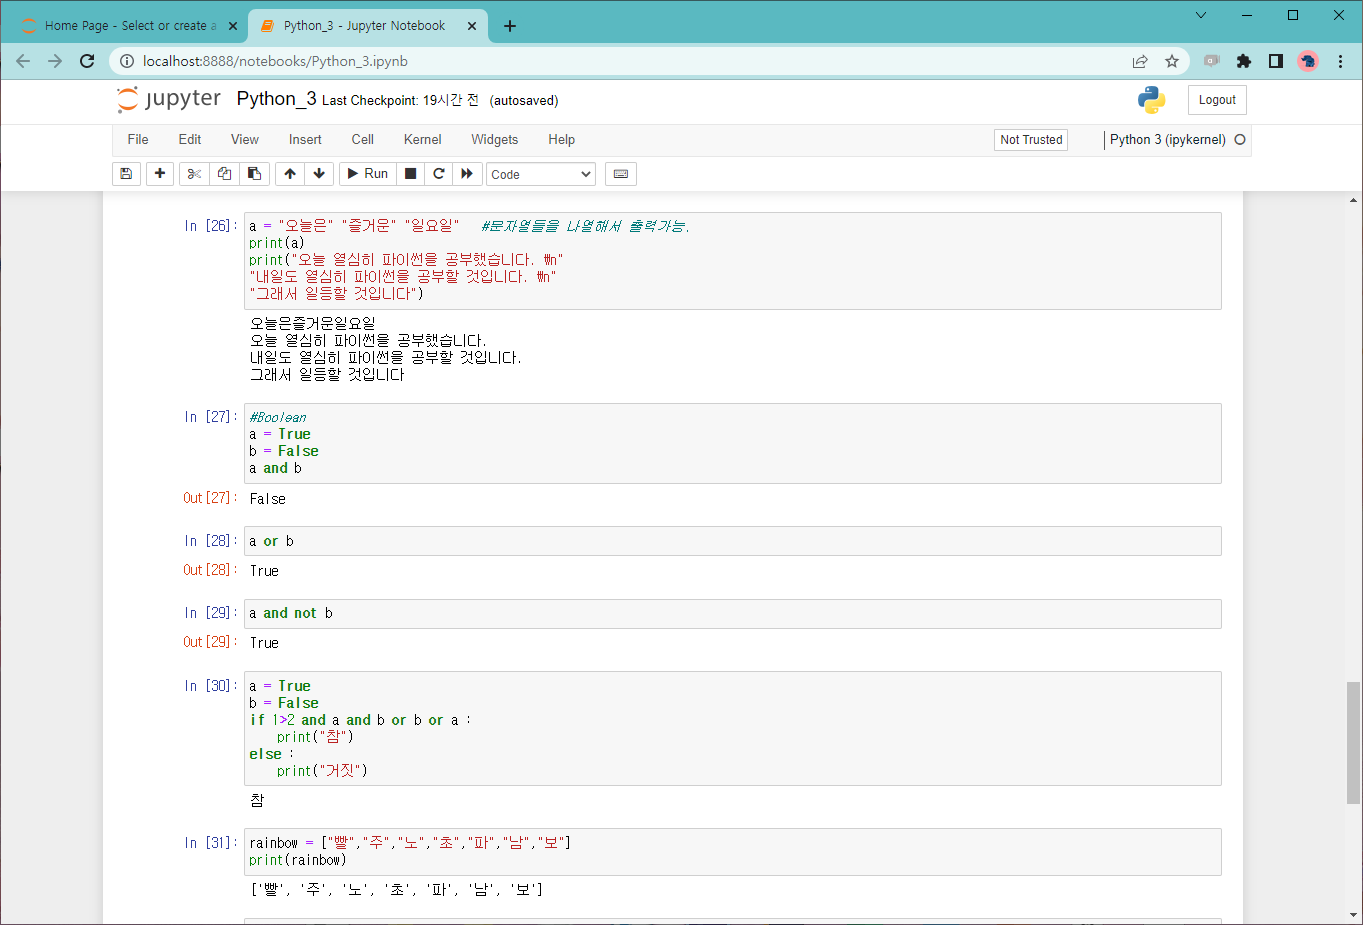 Home Page - Select or create a
Python_3 - Jupyter Notebook
localhost:8888/notebooks/Python_3.ipynb
jupyter Python_3 Last Checkpoint: 19시간 전 (autosaved)
Logout
File Edit View Insert Cell Kernel Widgets Help
Not Trusted
Python 3 (ipykernel)
Run
Code
In [26]: a = "오늘은" "즐거운" "일요일" #문자열들을 나열해서 출력가능.
print(a)
print("오늘 열심히 파이썬을 공부했습니다. ₩n"
"내일도 열심히 파이썬을 공부할 것입니다. ₩n"
"그래서 일등할 것입니다")
오늘은즐거운일요일
오늘 열심히 파이썬을 공부했습니다.
내일도 열심히 파이썬을 공부할 것입니다.
그래서 일등할 것입니다
In [27]: #Boolean
a = True
b = False
a and b
Out[27]: False
In [28]: a or b
Out[28]: True
In [29]: a and not b
Out[29]: True
In [30]: a = True
b = False
if 1>2 and a and b or b or a :
    print("참")
else :
    print("거짓")
참
In [31]: rainbow = ["빨","주","노","초","파","남","보"]
print(rainbow)
['빨', '주', '노', '초', '파', '남', '보']